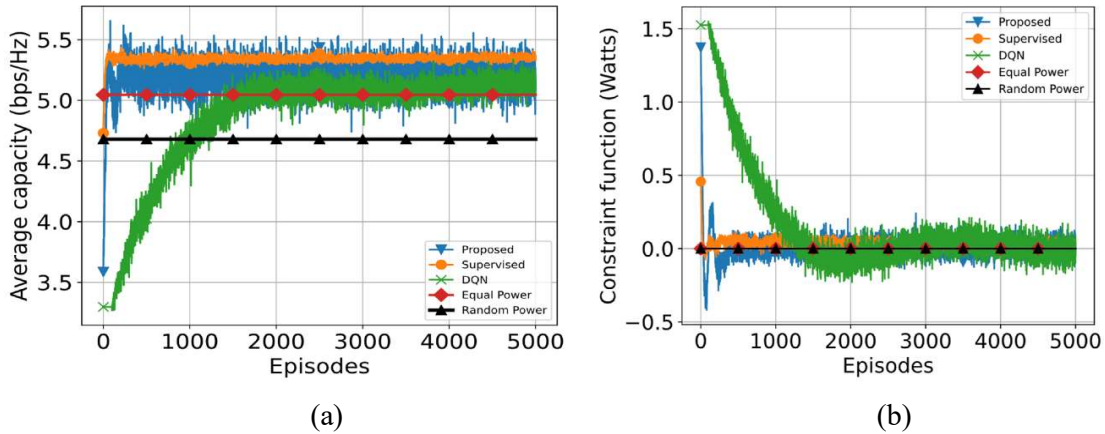 Average capacity (bps/Hz)
5.5
5.0
4.5
4.0
3.5
Proposed
Supervised
DQN
Equal Power
Random Power
0 1000 2000 3000 4000 5000
Episodes
(a)
Constraint function (Watts)
1.5
1.0
0.5
0.0
−0.5
Proposed
Supervised
DQN
Equal Power
Random Power
0 1000 2000 3000 4000 5000
Episodes
(b)